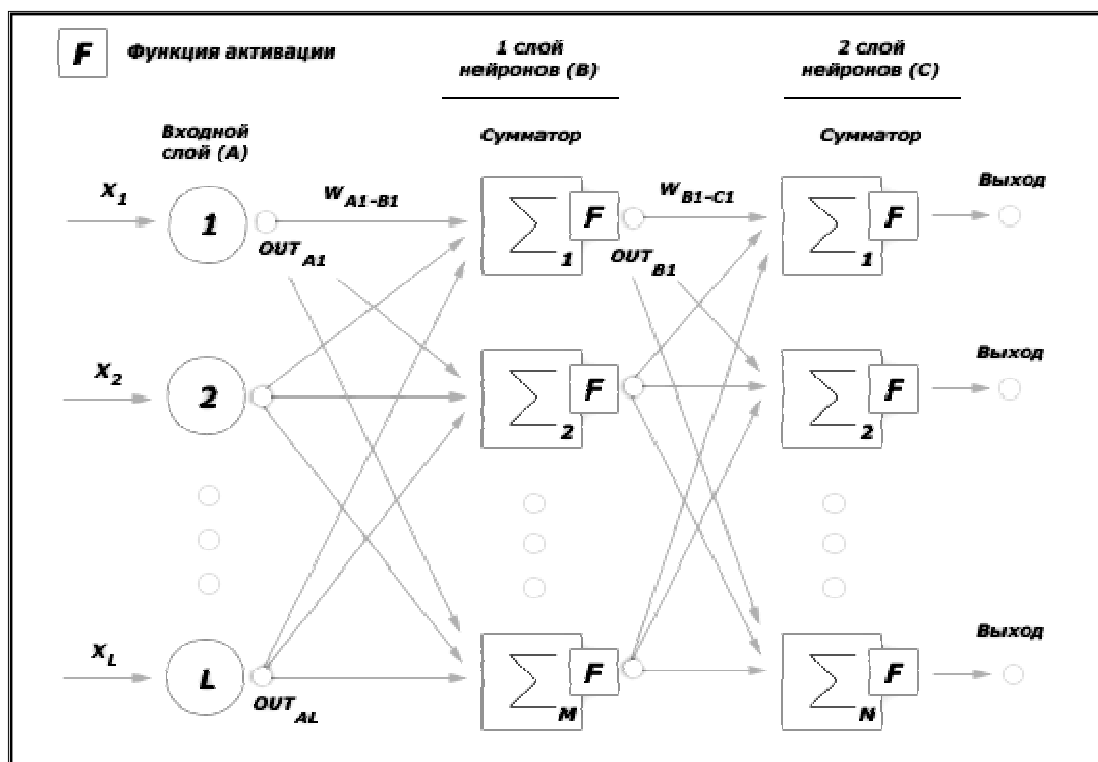 F Функция активации
1 слой
нейронов (B)
2 слой
нейронов (C)
Входной
слой (A)
Сумматор
Сумматор
X1
1
WA1-B1
OUTA1
∑1
F
WB1-C1
OUTB1
∑1
F
Выход
X2
2
∑2
F
∑2
F
Выход
XL
L
OUTAL
∑M
F
∑N
F
Выход